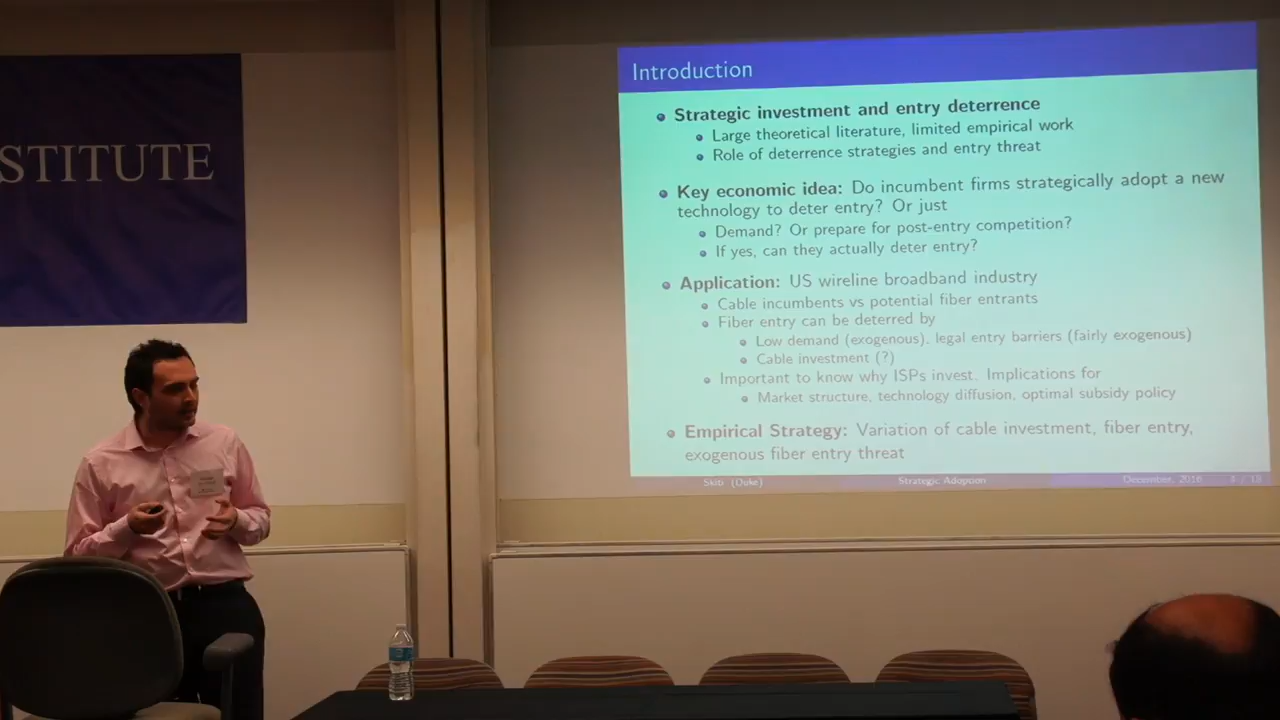 STITUTE
Introduction
Strategic investment and entry deterrence
Large theoretical literature, limited empirical work
Role of deterrence strategies and entry threat
Key economic idea: Do incumbent firms strategically adopt a new
technology to deter entry? Or just
Demand? Or prepare for post-entry competition?
If yes, can they actually deter entry?
Application: US wireline broadband industry
Cable incumbents vs potential fiber entrants
Fiber entry can be deterred by
Low demand (exogenous), legal entry barriers (fairly exogenous)
Cable investment (?)
Important to know why ISPs invest. Implications for
Market structure, technology diffusion, optimal subsidy policy
Empirical Strategy: Variation of cable investment, fiber entry,
exogenous fiber entry threat
Skiti (Duke) Strategic Adoption December, 2016